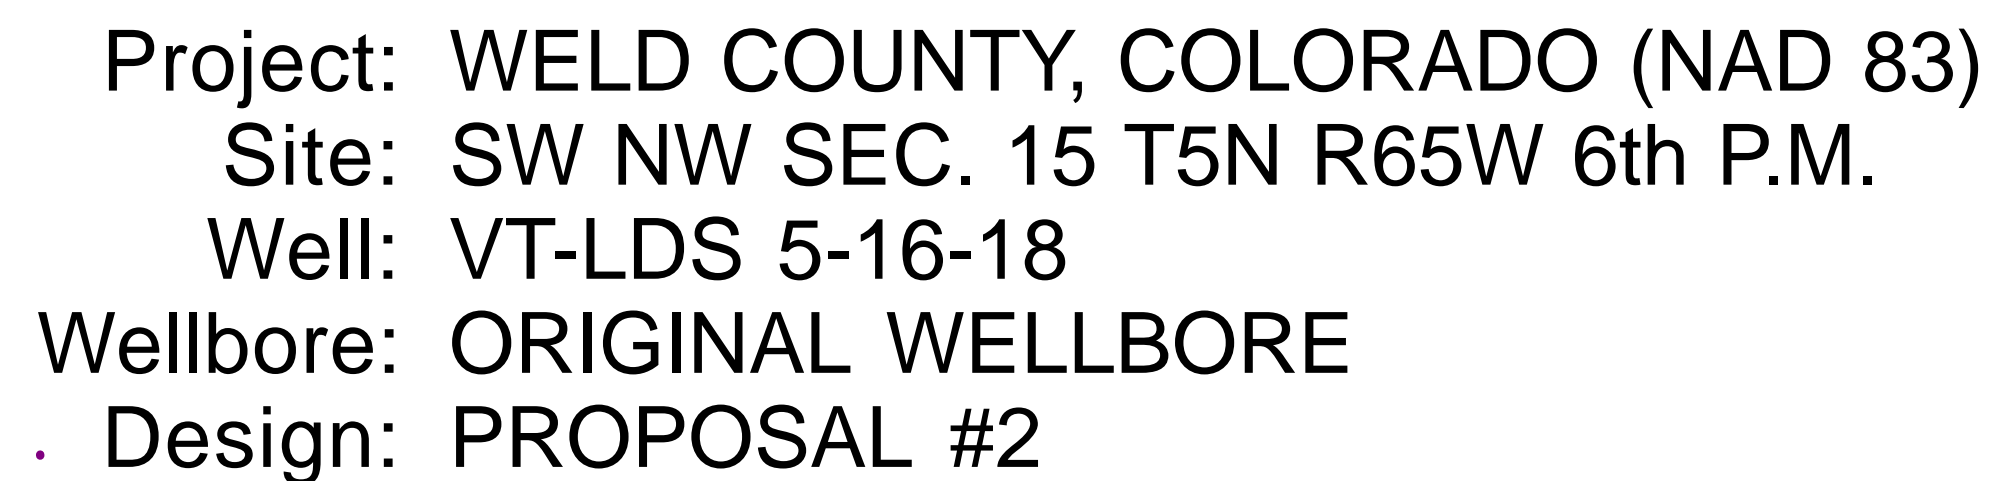 Project: WELD COUNTY, COLORADO (NAD 83)
Site: SW NW SEC. 15 T5N R65W 6th P.M.
Well: VT-LDS 5-16-18
Wellbore: ORIGINAL WELLBORE
Design: PROPOSAL #2